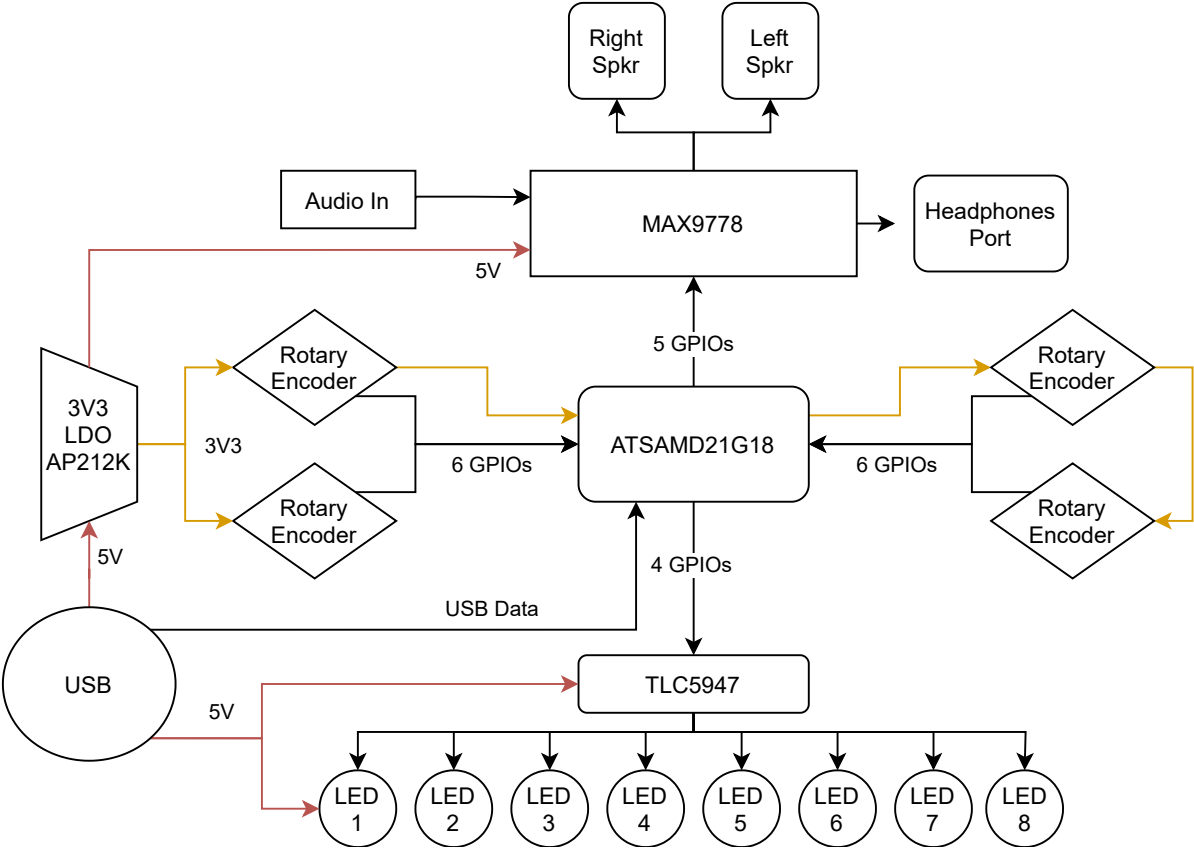 Right
Spkr
Left
Spkr
Audio In
MAX9778
Headphones
Port
5V
5 GPIOs
Rotary
Encoder
Rotary
Encoder
3V3
LDO
AP212K
3V3
ATSAMD21G18
6 GPIOs
6 GPIOs
Rotary
Encoder
Rotary
Encoder
5V
4 GPIOs
USB Data
USB
TLC5947
5V
LED
1
LED
2
LED
3
LED
4
LED
5
LED
6
LED
7
LED
8